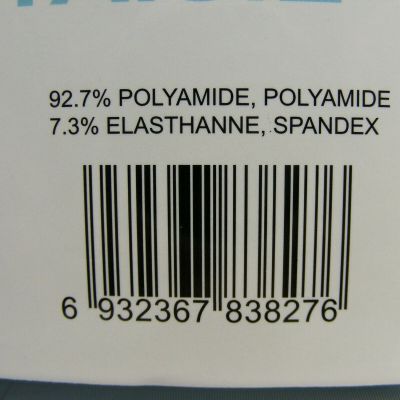 92.7% POLYAMIDE, POLYAMIDE
7.3% ELASTHANNE, SPANDEX
6 932367 838276